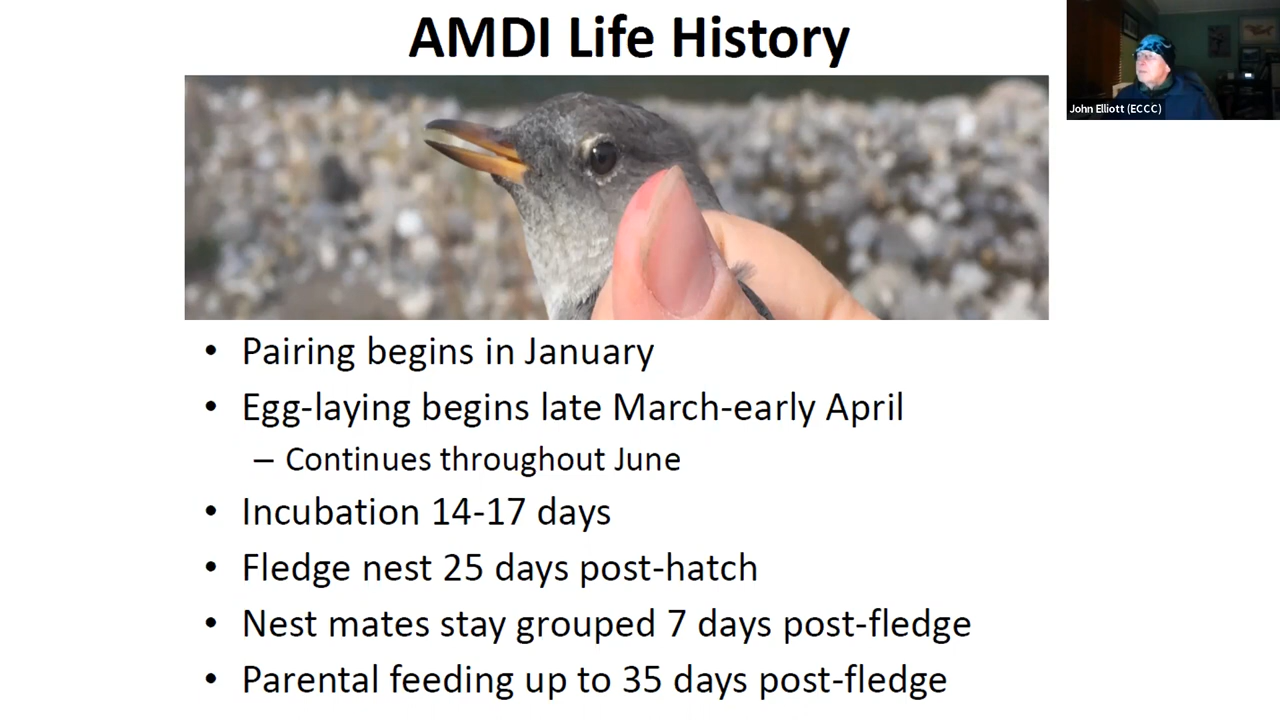 AMDI Life History
John Elliott (ECCC)
• Pairing begins in January
• Egg-laying begins late March-early April
– Continues throughout June
• Incubation 14-17 days
• Fledge nest 25 days post-hatch
• Nest mates stay grouped 7 days post-fledge
• Parental feeding up to 35 days post-fledge